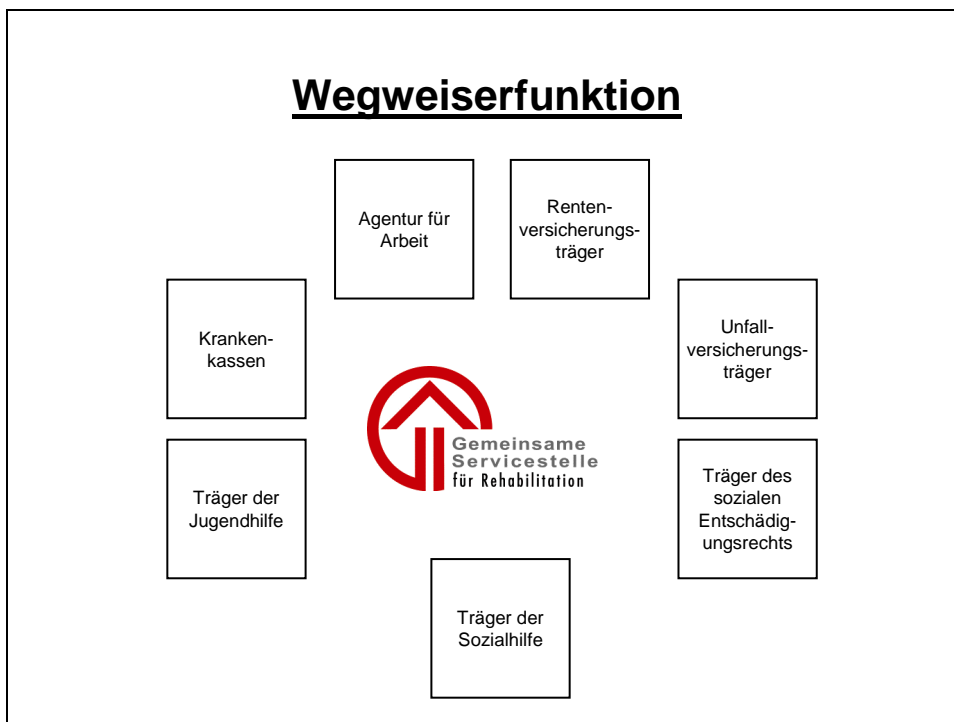 Wegweiserfunktion
Agentur für
Arbeit
Renten-
versicherungs-
träger
Kranken-
kassen
Unfall-
versicherungs-
träger
Gemeinsame
Servicestelle
für Rehabilitation
Träger der
Jugendhilfe
Träger des
sozialen
Entschädig-
ungsrechts
Träger der
Sozialhilfe